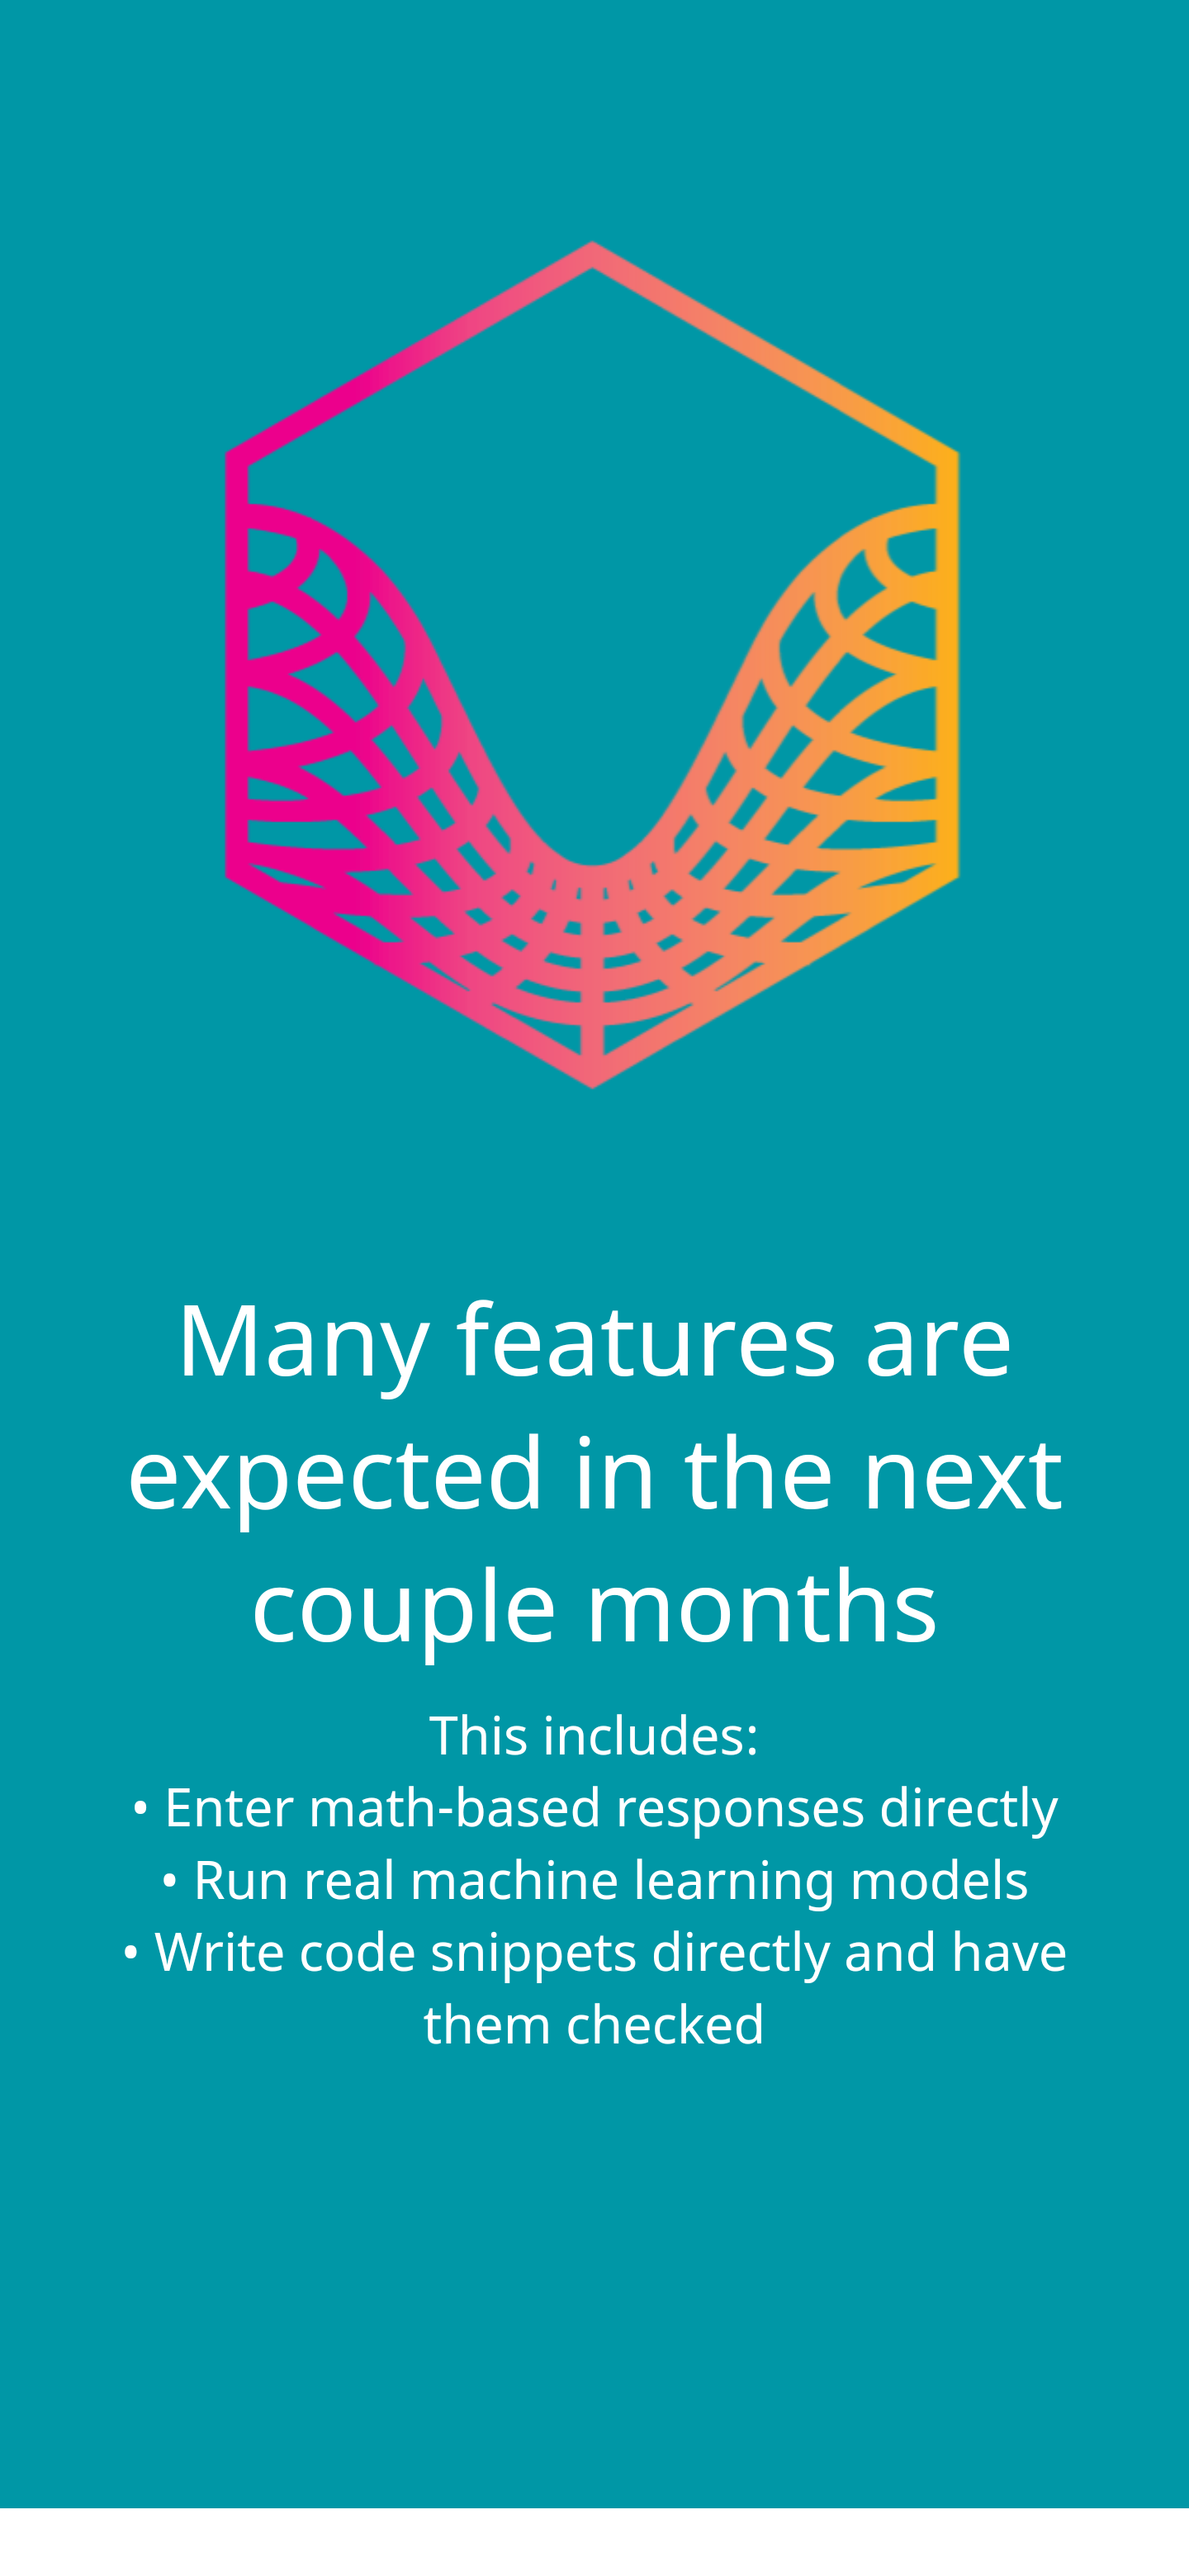 Many features are
expected in the next
couple months
This includes:
• Enter math-based responses directly
• Run real machine learning models
• Write code snippets directly and have
them checked